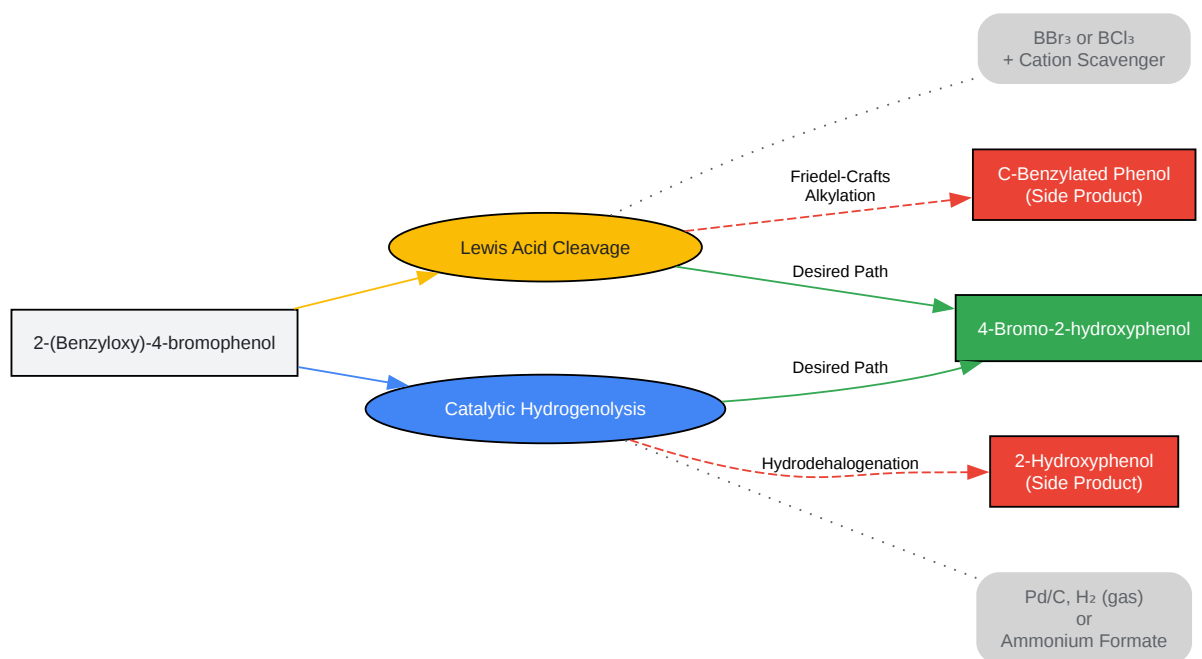 BBr₃ or BCl₃
+ Cation Scavenger
Friedel-Crafts
Alkylation
C-Benzylated Phenol
(Side Product)
Lewis Acid Cleavage
Desired Path
2-(Benzyloxy)-4-bromophenol
4-Bromo-2-hydroxyphenol
Desired Path
Catalytic Hydrogenolysis
Hydrodehalogenation
2-Hydroxyphenol
(Side Product)
Pd/C, H₂ (gas)
or
Ammonium Formate